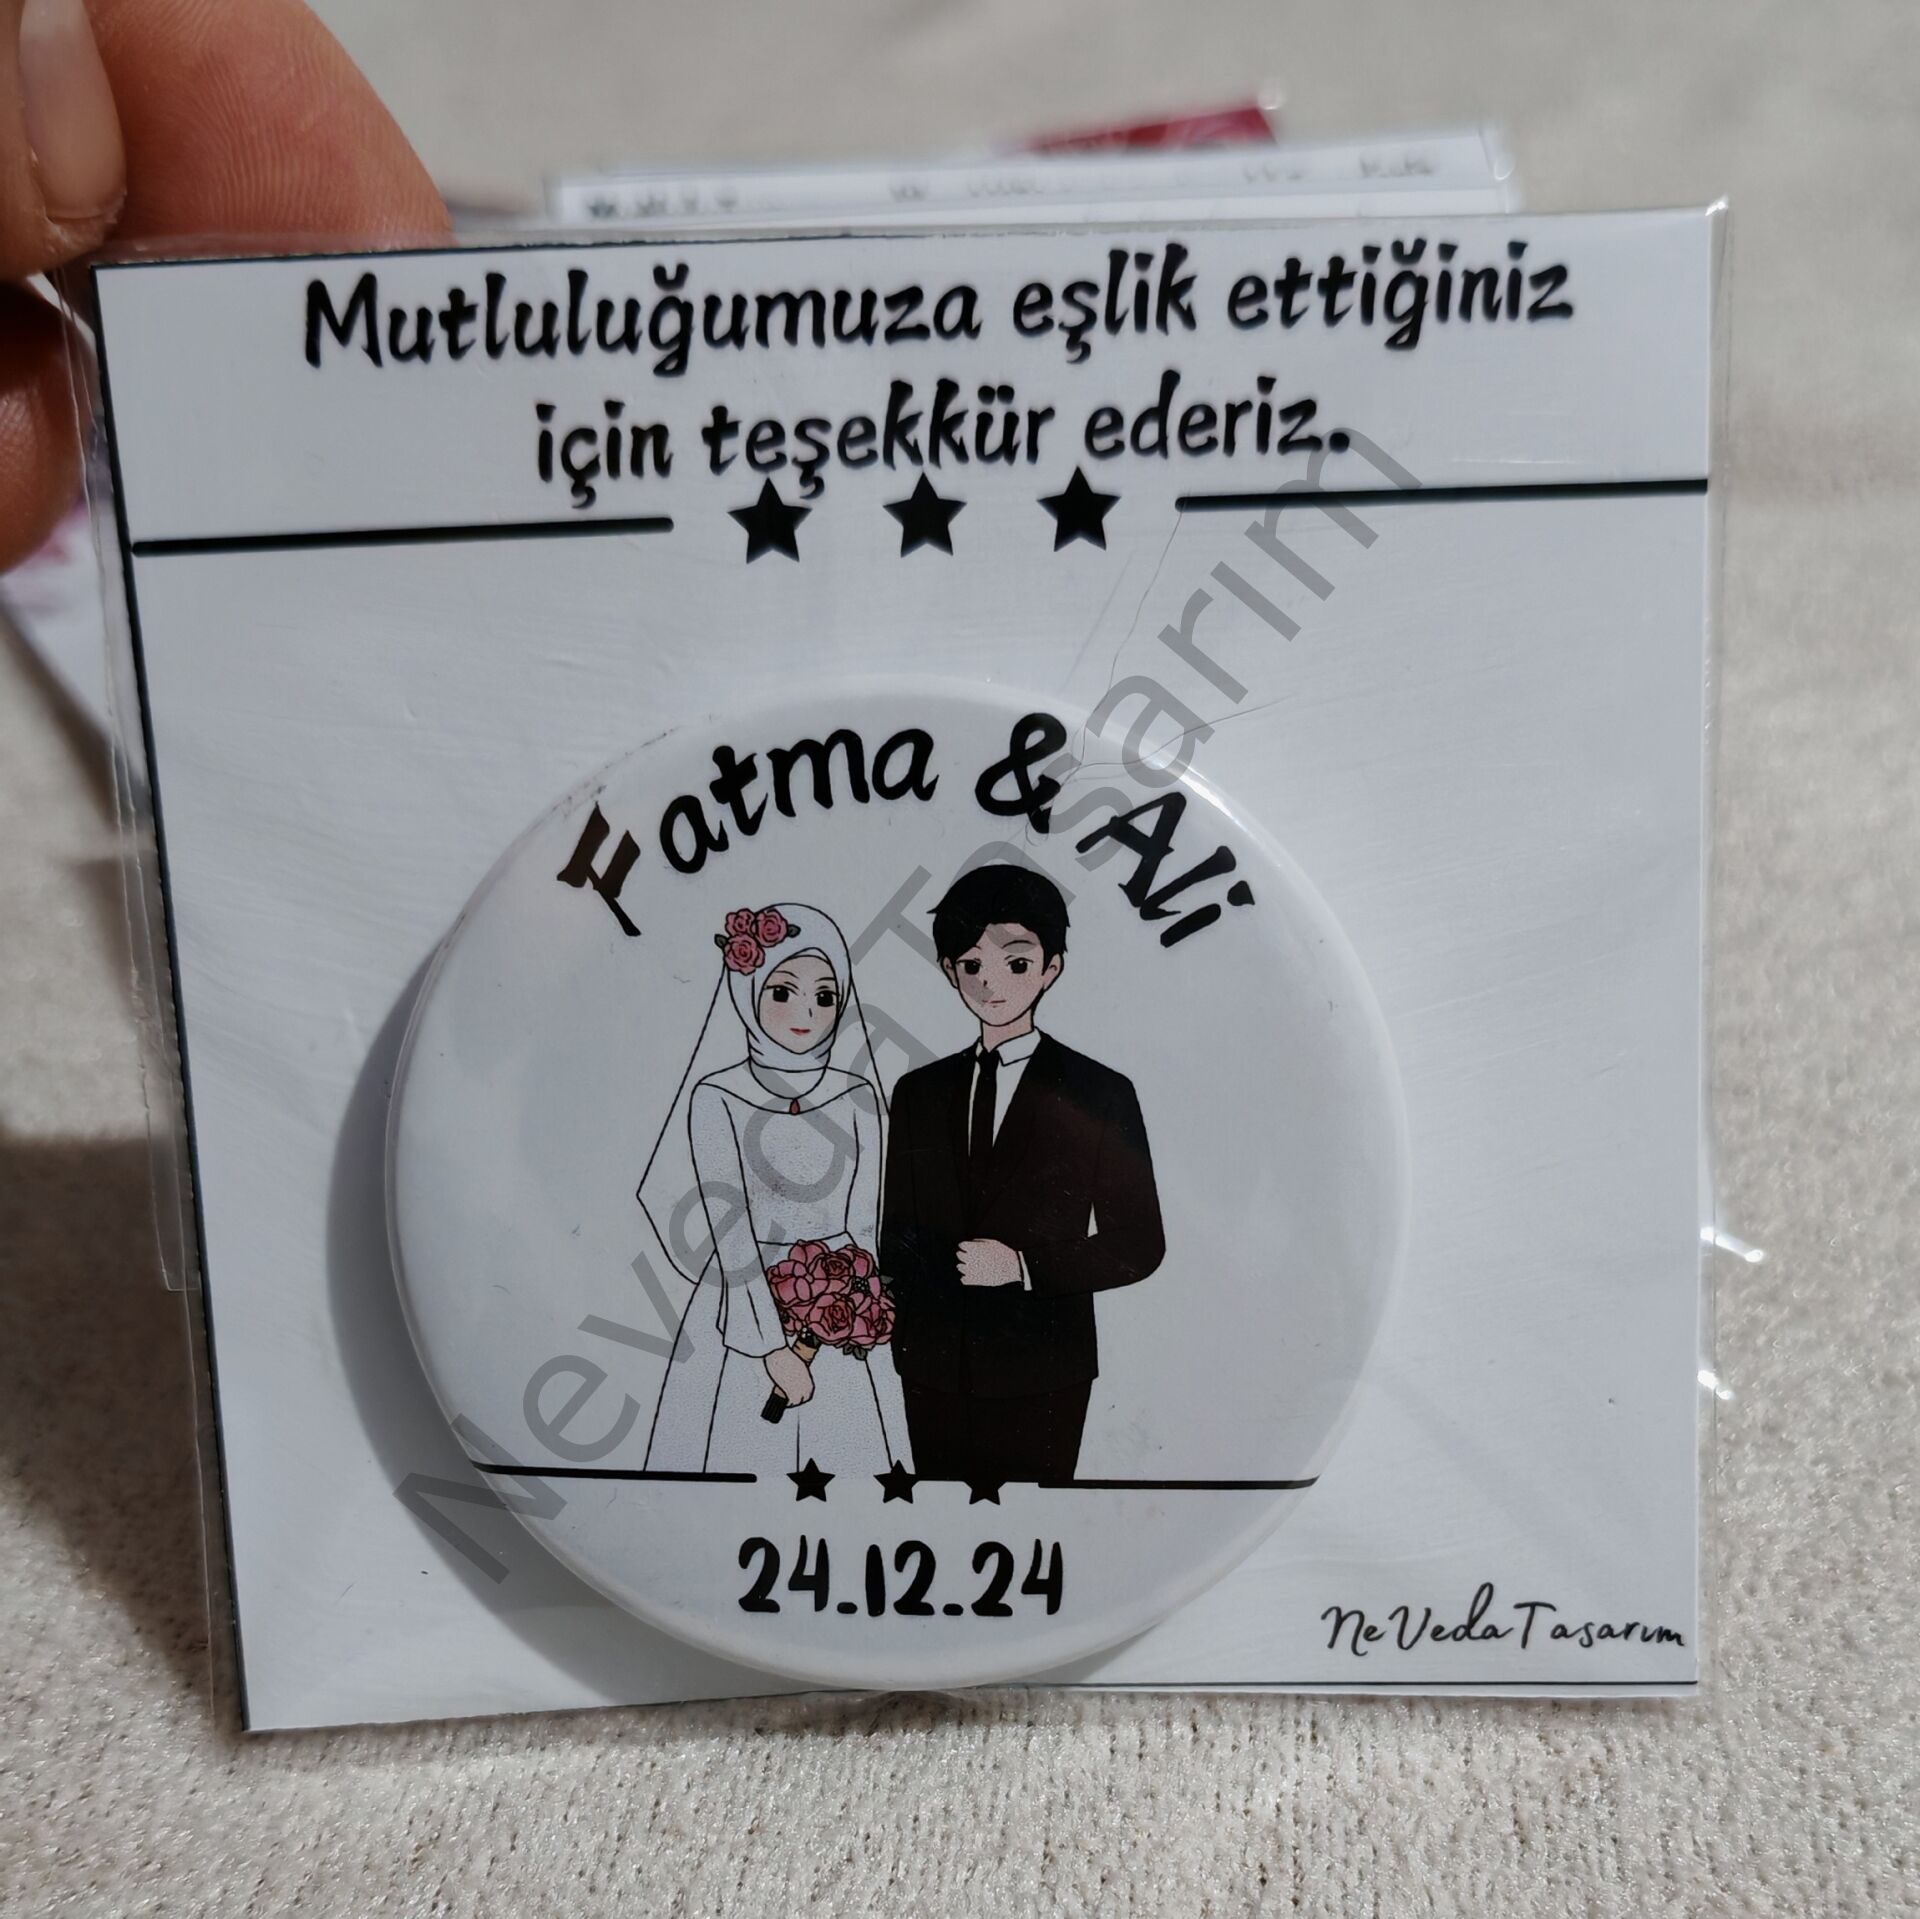 Mutluluğumuza eşlik ettiğiniz
için teşekkür ederiz.
Fatma & Ali
24.12.24
NeVedaTasarım
NevedaTasarım